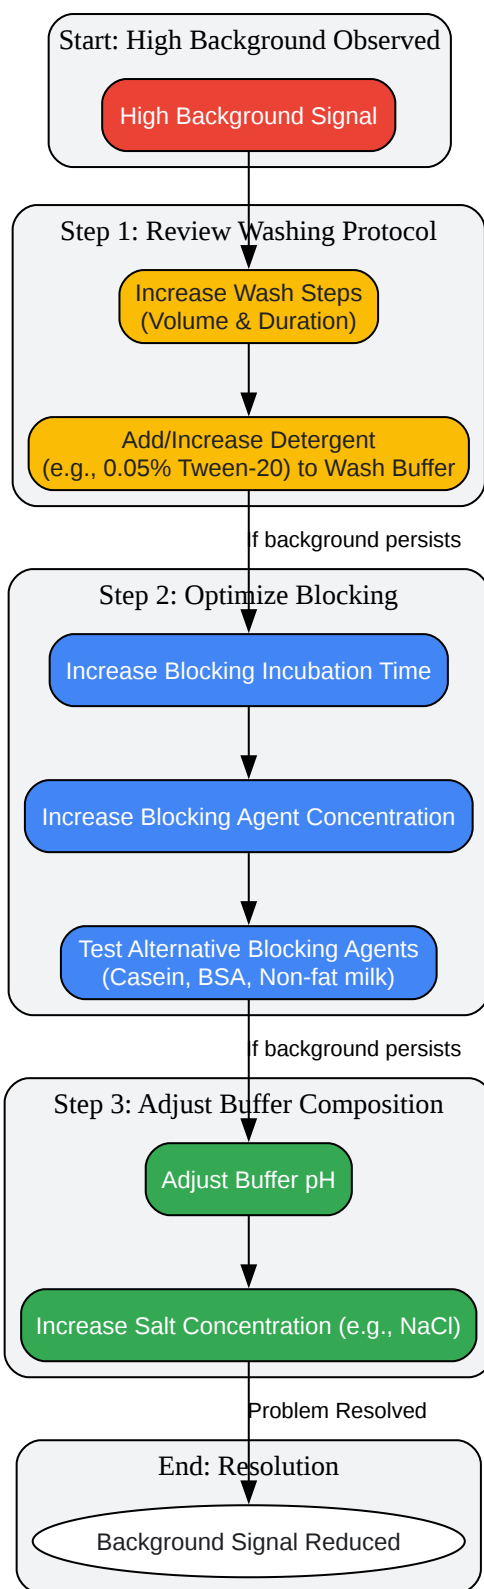 Start: High Background Observed
High Background Signal
Step 1: Review Washing Protocol
Increase Wash Steps
(Volume & Duration)
Add/Increase Detergent
(e.g., 0.05% Tween-20) to Wash Buffer
If background persists
Step 2: Optimize Blocking
Increase Blocking Incubation Time
Increase Blocking Agent Concentration
Test Alternative Blocking Agents
(Casein, BSA, Non-fat milk)
If background persists
Step 3: Adjust Buffer Composition
Adjust Buffer pH
Increase Salt Concentration (e.g., NaCl)
Problem Resolved
End: Resolution
Background Signal Reduced